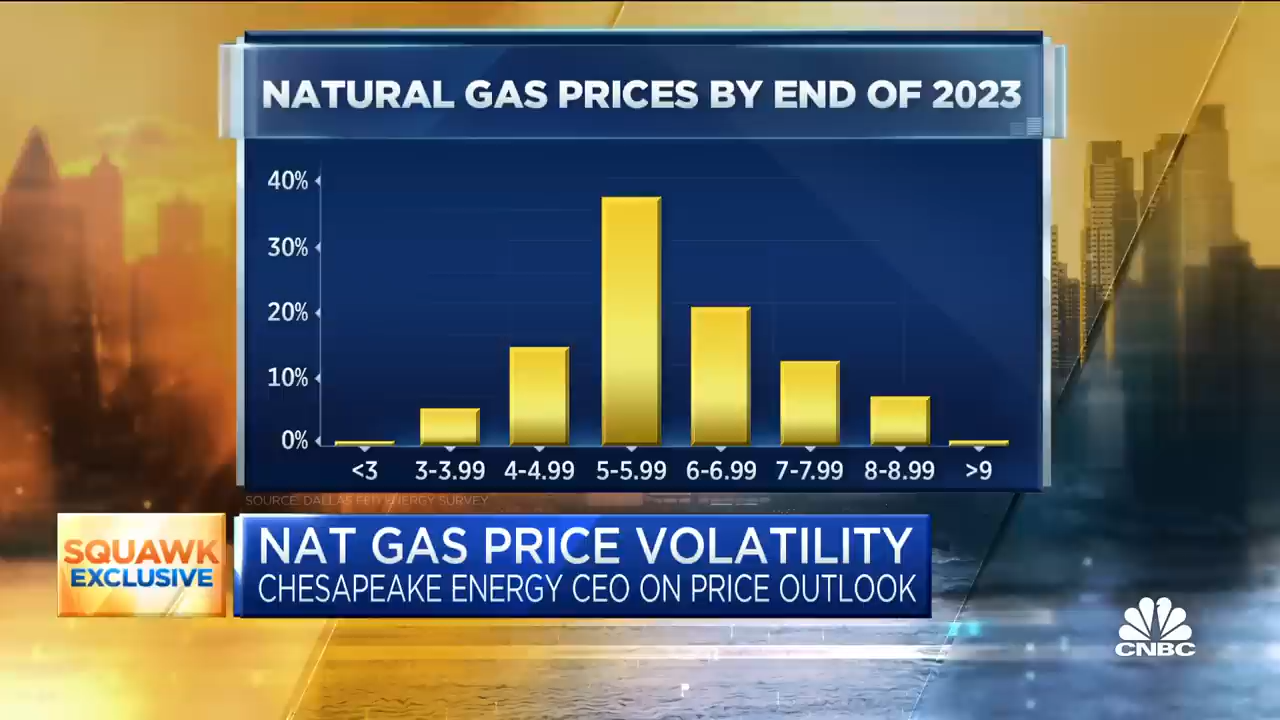 NATURAL GAS PRICES BY END OF 2023
40%
30%
20%
10%
0%
<3 3-3.99 4-4.99 5-5.99 6-6.99 7-7.99 8-8.99 >9
SOURCE: DALLAS FED ENERGY SURVEY
SQUAWK
EXCLUSIVE
NAT GAS PRICE VOLATILITY
CHESAPEAKE ENERGY CEO ON PRICE OUTLOOK
CNBC